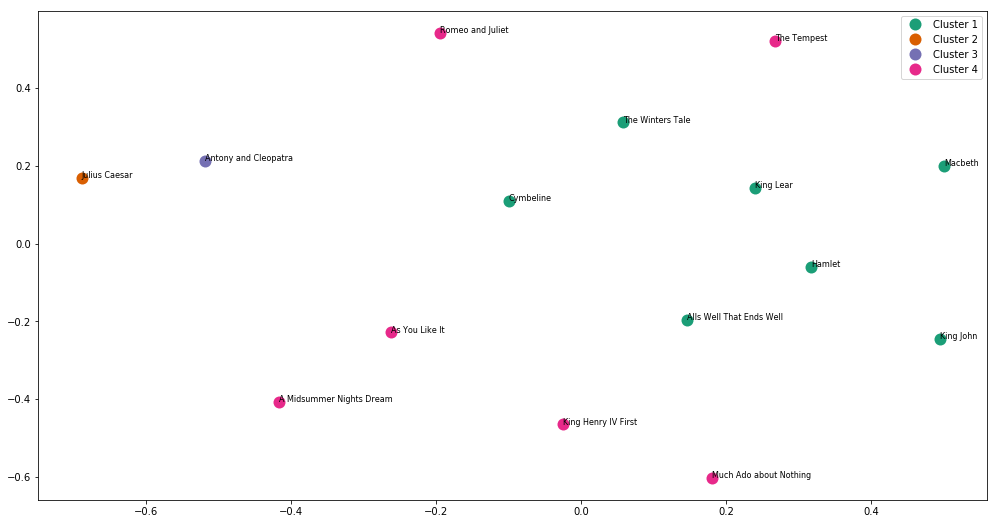 Romeo and Juliet
The Tempest
Cluster 1
Cluster 2
Cluster 3
Cluster 4
The Winters Tale
Antony and Cleopatra
Julius Caesar
Macbeth
King Lear
Cymbeline
Hamlet
Alls Well That Ends Well
As You Like It
King John
A Midsummer Nights Dream
King Henry IV First
Much Ado about Nothing
0.4
0.2
0.0
−0.2
−0.4
−0.6
−0.6
−0.4
−0.2
0.0
0.2
0.4